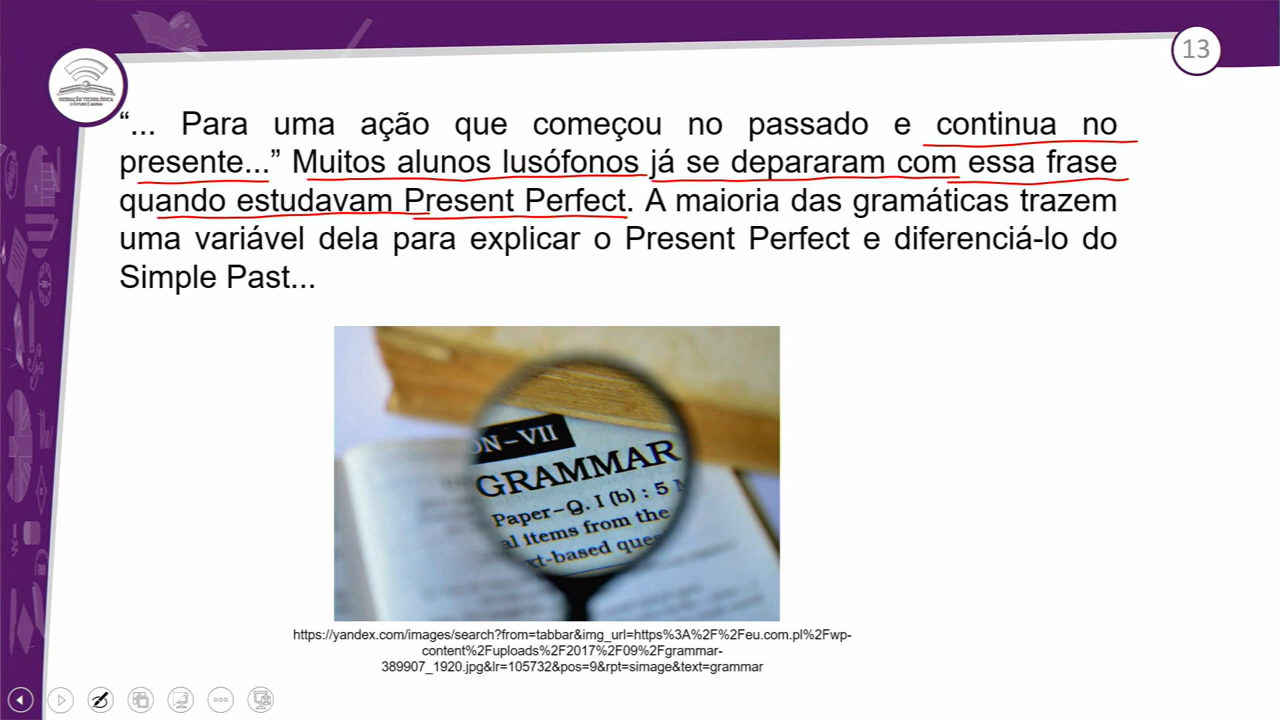 13
MEDIAÇÃO TECNOLÓGICA
O FUTURO É AGORA
“... Para uma ação que começou no passado e continua no
presente...” Muitos alunos lusófonos já se depararam com essa frase
quando estudavam Present Perfect. A maioria das gramáticas trazem
uma variável dela para explicar o Present Perfect e diferenciá-lo do
Simple Past...
ON-VII
GRAMMAR
Paper-Q. I (b) : 5
al items from the
xt-based ques
https://yandex.com/images/search?from=tabbar&img_url=https%3A%2F%2Feu.com.pl%2Fwp-
content%2Fuploads%2F2017%2F09%2Fgrammar-
389907_1920.jpg&lr=105732&pos=9&rpt=simage&text=grammar